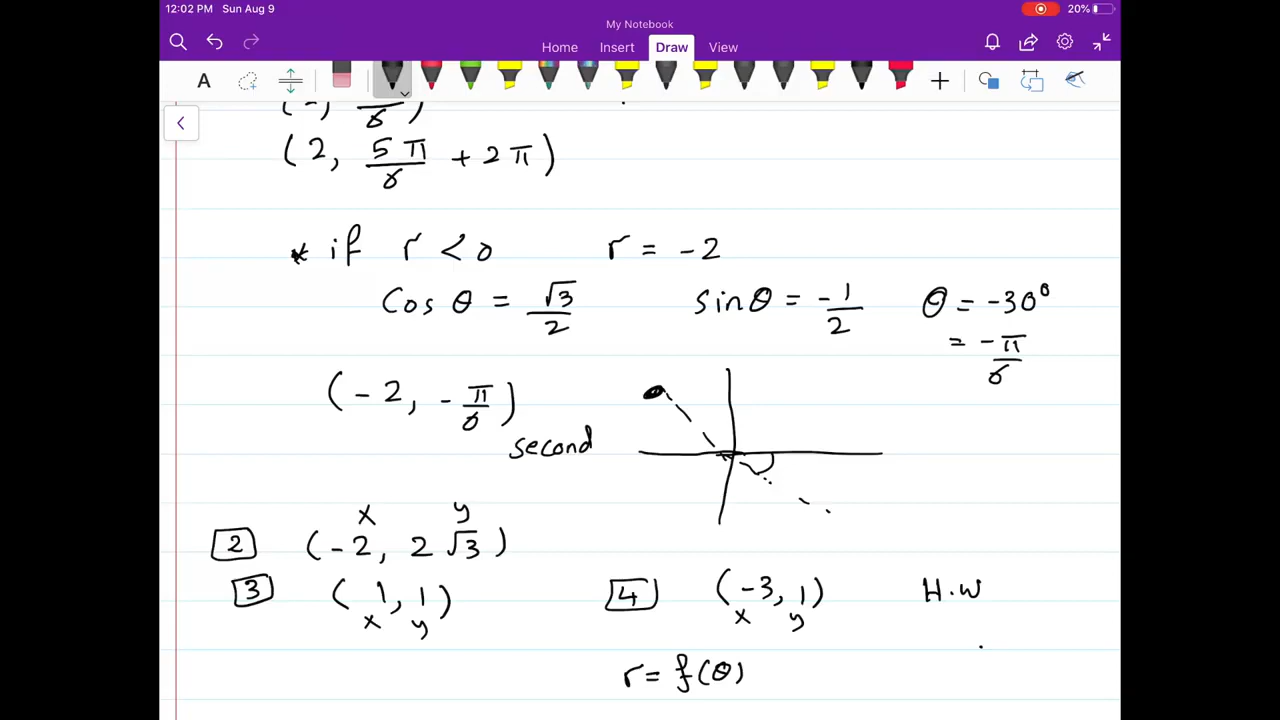 12:02 PM Sun Aug 9
20%
My Notebook
Home Insert Draw View
A
6
(2, 5π/6 + 2π)
* if r < 0 r = -2
Cos θ = √3/2 sinθ = -1/2 θ = -30°
= -π/6
(-2, -π/6)
second
x y
2 (-2, 2√3)
3 (1, 1) 4 (-3, 1) H.W
x y x y
r = f(θ)